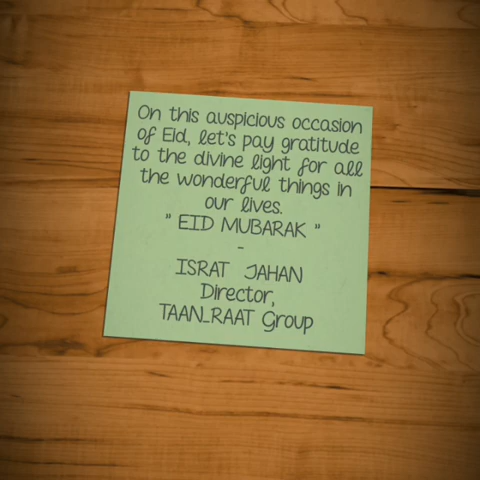 On this auspicious occasion
of Eid, let's pay gratitude
to the divine light for all
the wonderful things in
our lives.
" EID MUBARAK "
-
ISRAT JAHAN
Director,
TAAN_RAAT Group